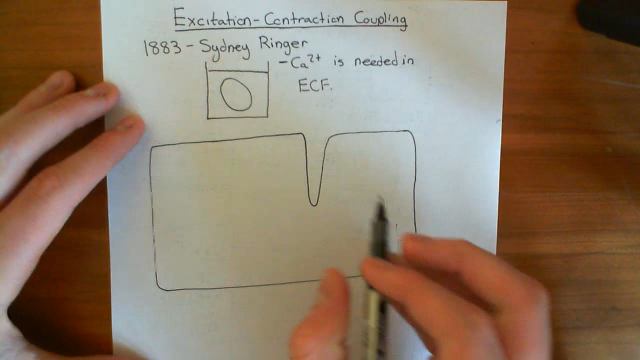 Excitation-Contraction Coupling
1883 - Sydney Ringer
- Ca²⁺ is needed in
ECF.